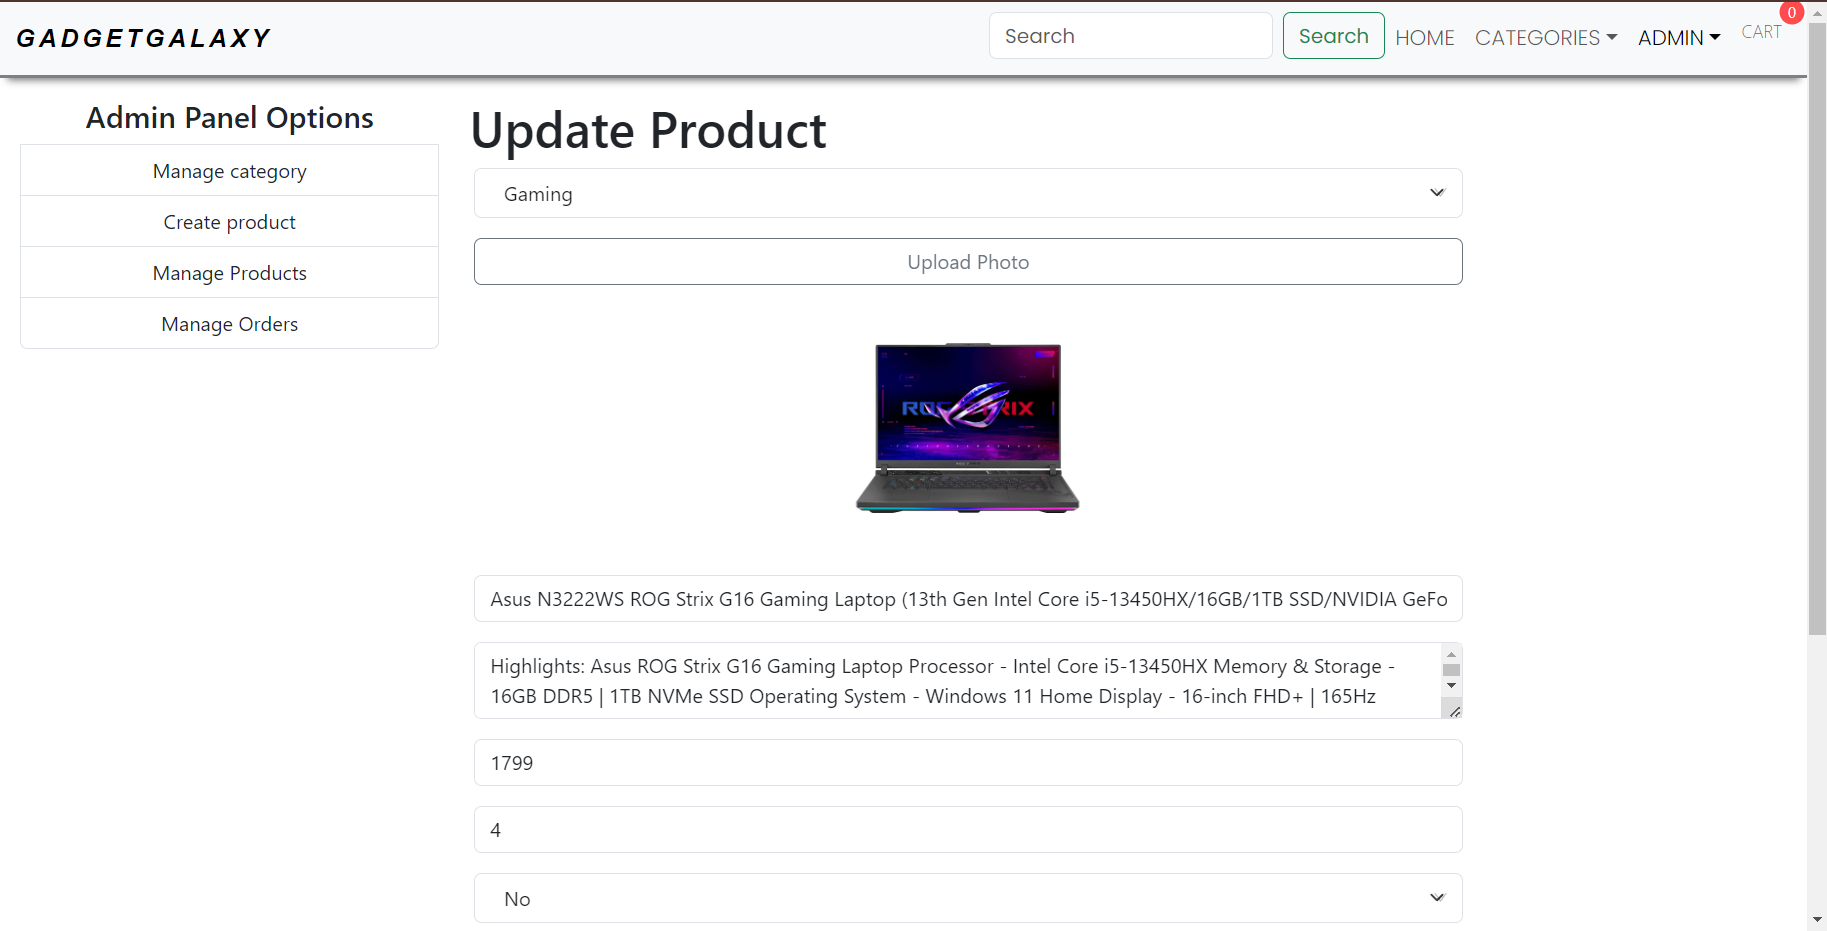 GADGETGALAXY
Search
Search
HOME
CATEGORIES
ADMIN
CART
0
Admin Panel Options
Manage category
Create product
Manage Products
Manage Orders
Update Product
Gaming
Upload Photo
Asus N3222WS ROG Strix G16 Gaming Laptop (13th Gen Intel Core i5-13450HX/16GB/1TB SSD/NVIDIA GeFo
Highlights: Asus ROG Strix G16 Gaming Laptop Processor - Intel Core i5-13450HX Memory & Storage -
16GB DDR5 | 1TB NVMe SSD Operating System - Windows 11 Home Display - 16-inch FHD+ | 165Hz
1799
4
No